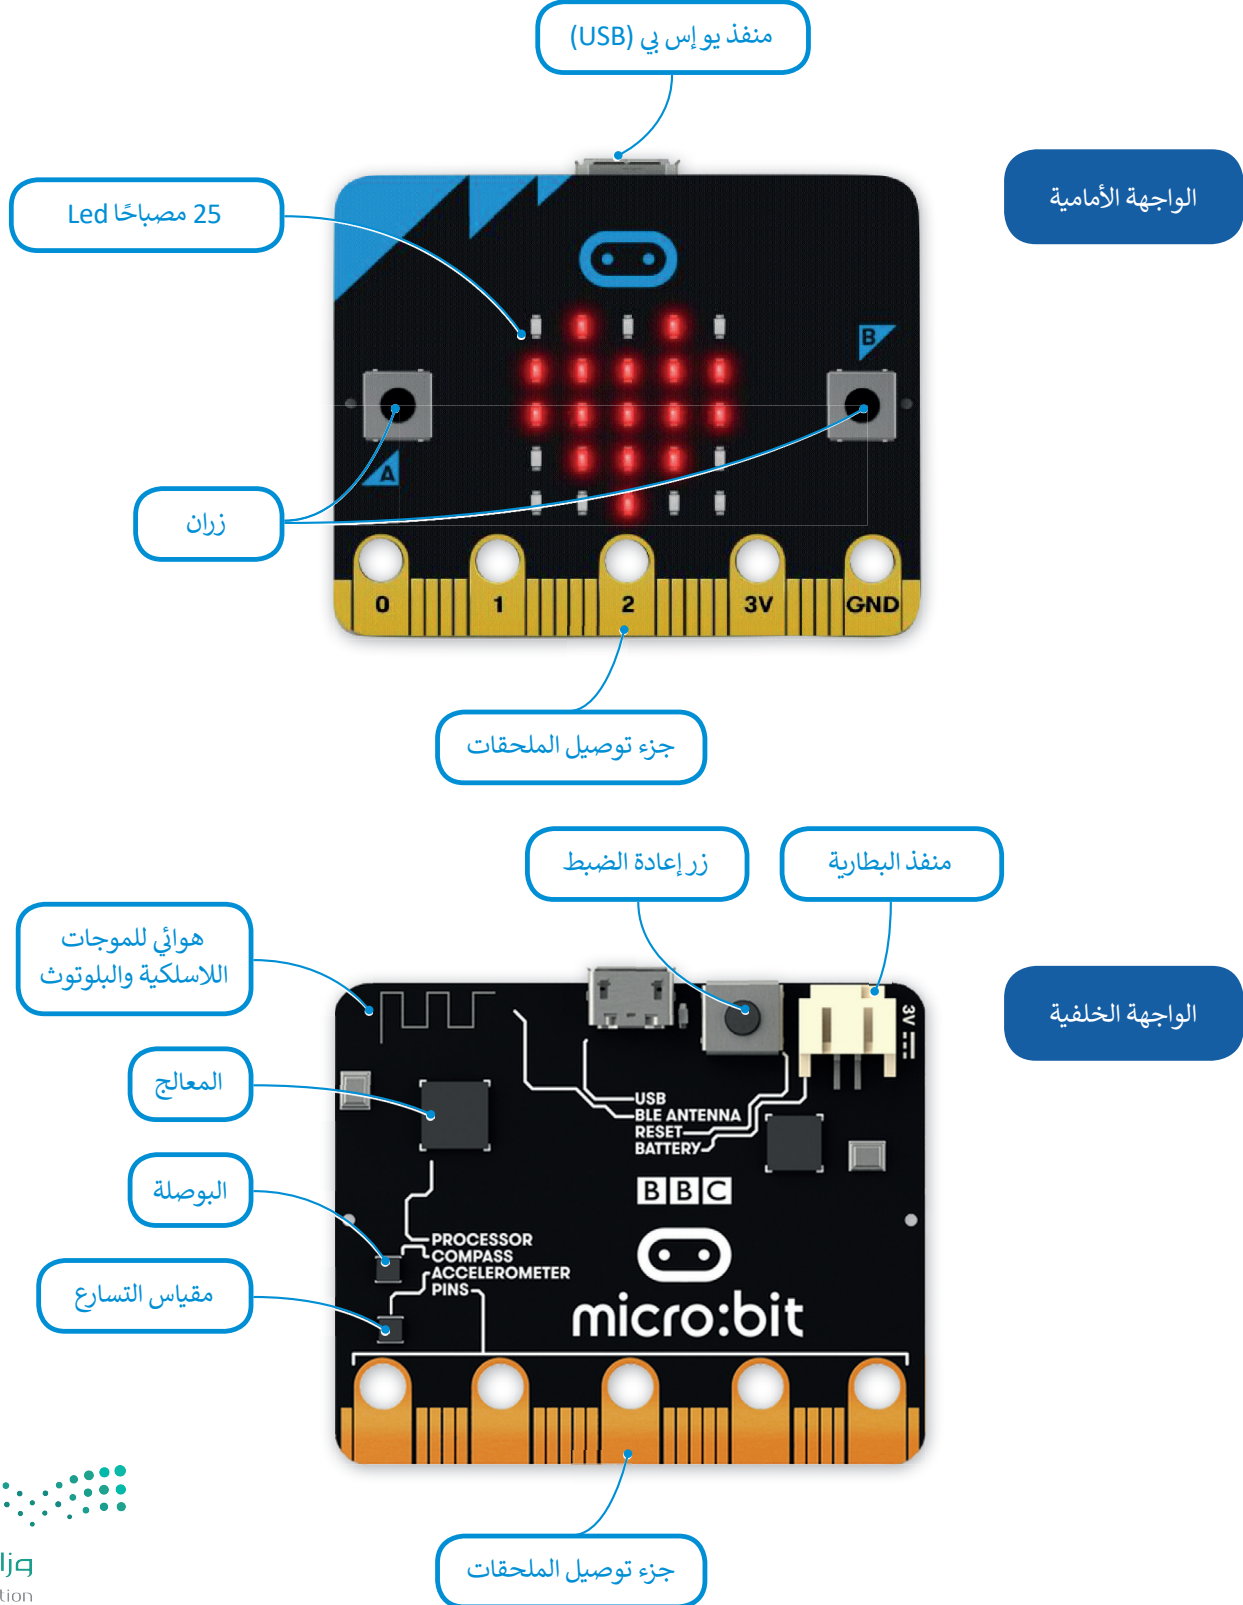 منفذ يو إس بي (USB)
الواجهة الأمامية
25 مصباحًا Led
B
A
زران
0 1 2 3V GND
جزء توصيل الملحقات
منفذ البطارية
زر إعادة الضبط
هوائي للموجات
اللاسلكية والبلوتوث
الواجهة الخلفية
3V
المعالج
USB
BLE ANTENNA
RESET
BATTERY
البوصلة
BBC
PROCESSOR
COMPASS
ACCELEROMETER
PINS
مقياس التسارع
micro:bit
جزء توصيل الملحقات